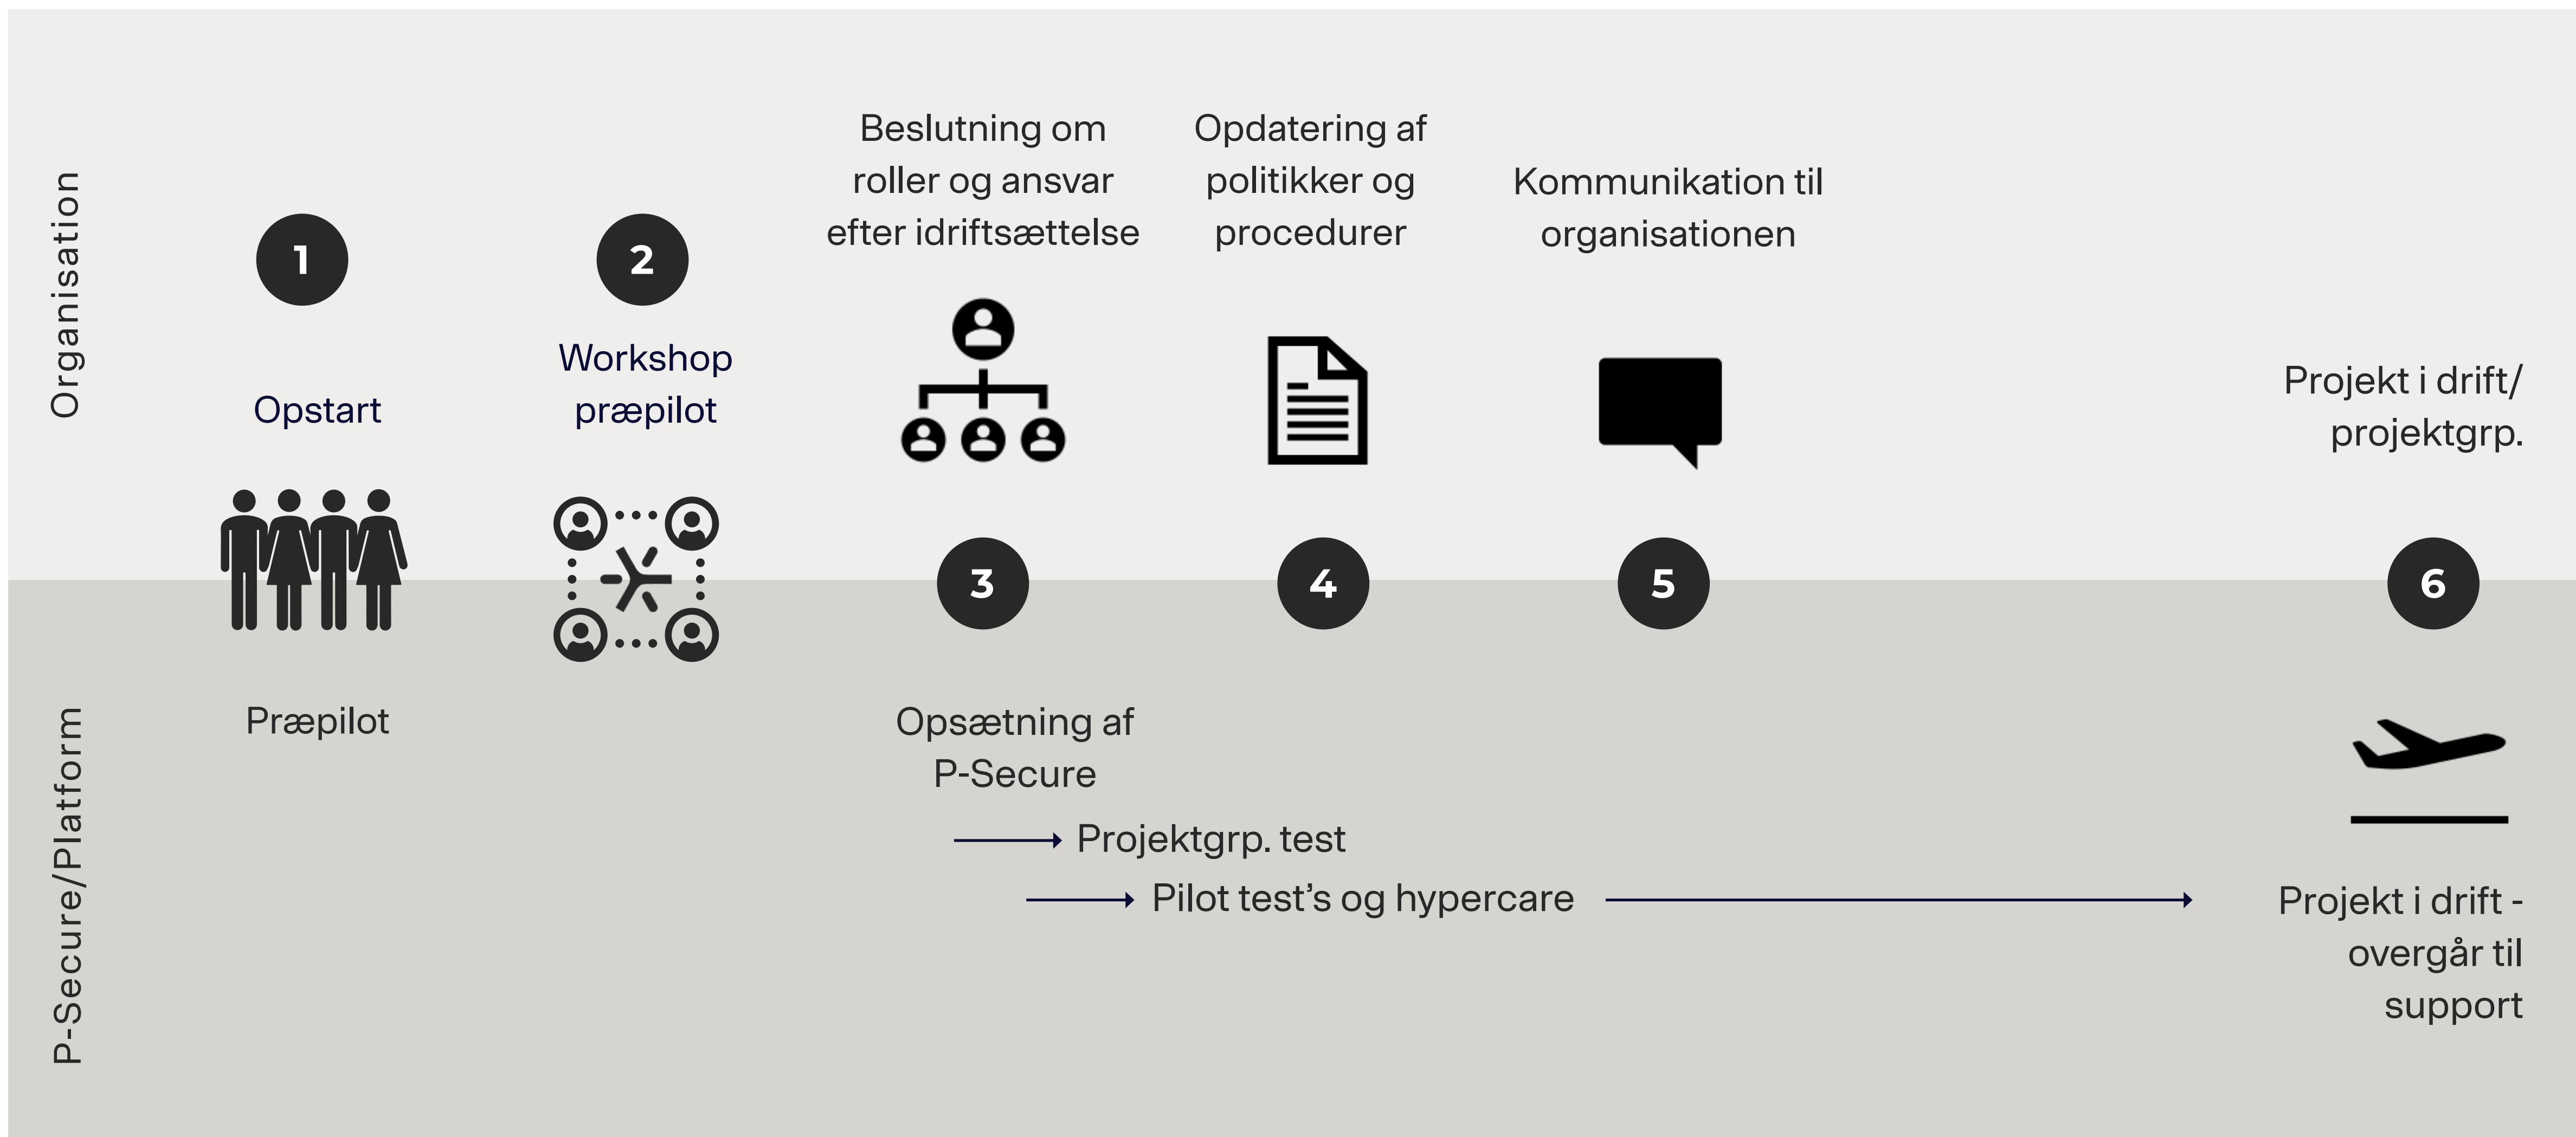 Organisation
1
Opstart
Præpilot
2
Workshop
præpilot
Beslutning om
roller og ansvar
efter idriftsættelse
3
Opdatering af
politikker og
procedurer
4
Kommunikation til
organisationen
5
Projekt i drift/
projektgrp.
6
P-Secure/Platform
Opsætning af
P-Secure
Projektgrp. test
Pilot test’s og hypercare
Projekt i drift -
overgår til
support